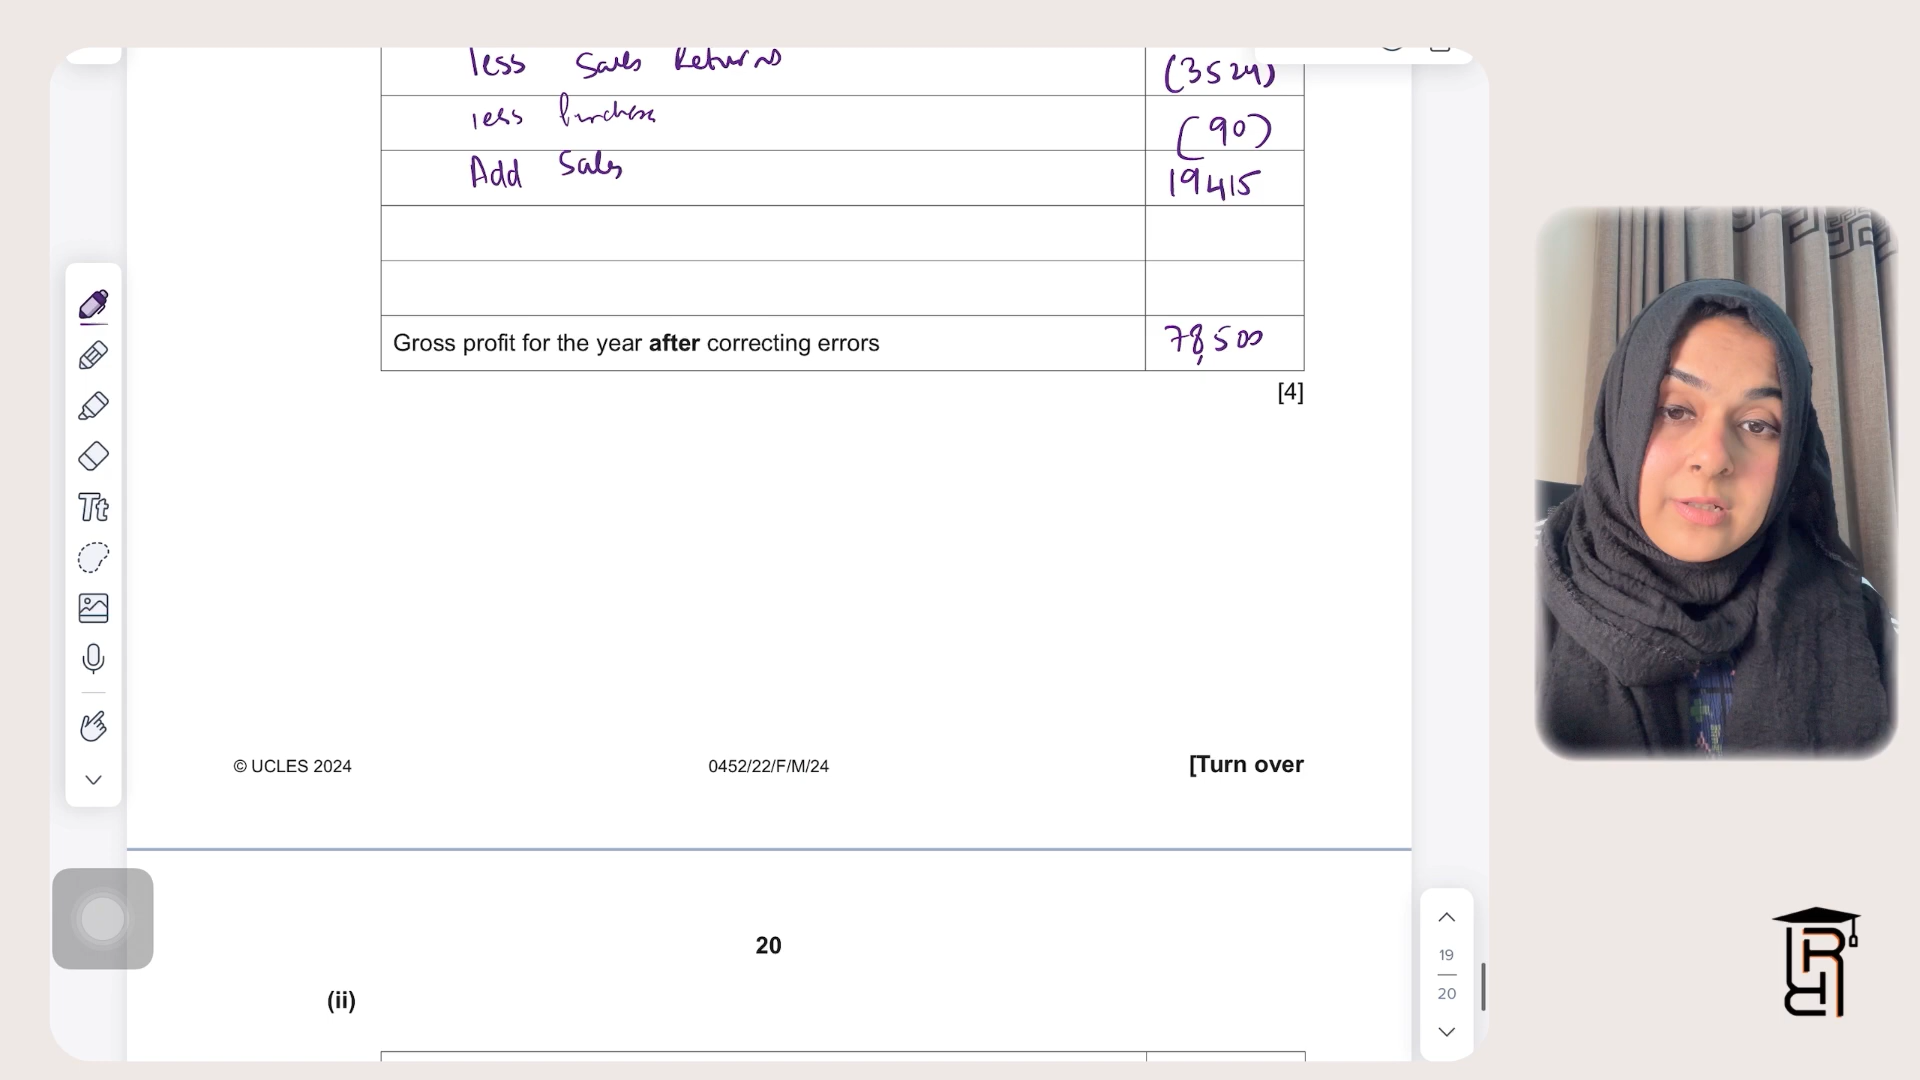 less Sales Returns
(3524)
less Purchase
(90)
Add Sales
19415
Gross profit for the year after correcting errors
78,500
[4]
Tt
© UCLES 2024
0452/22/F/M/24
[Turn over
20
(ii)
19
20